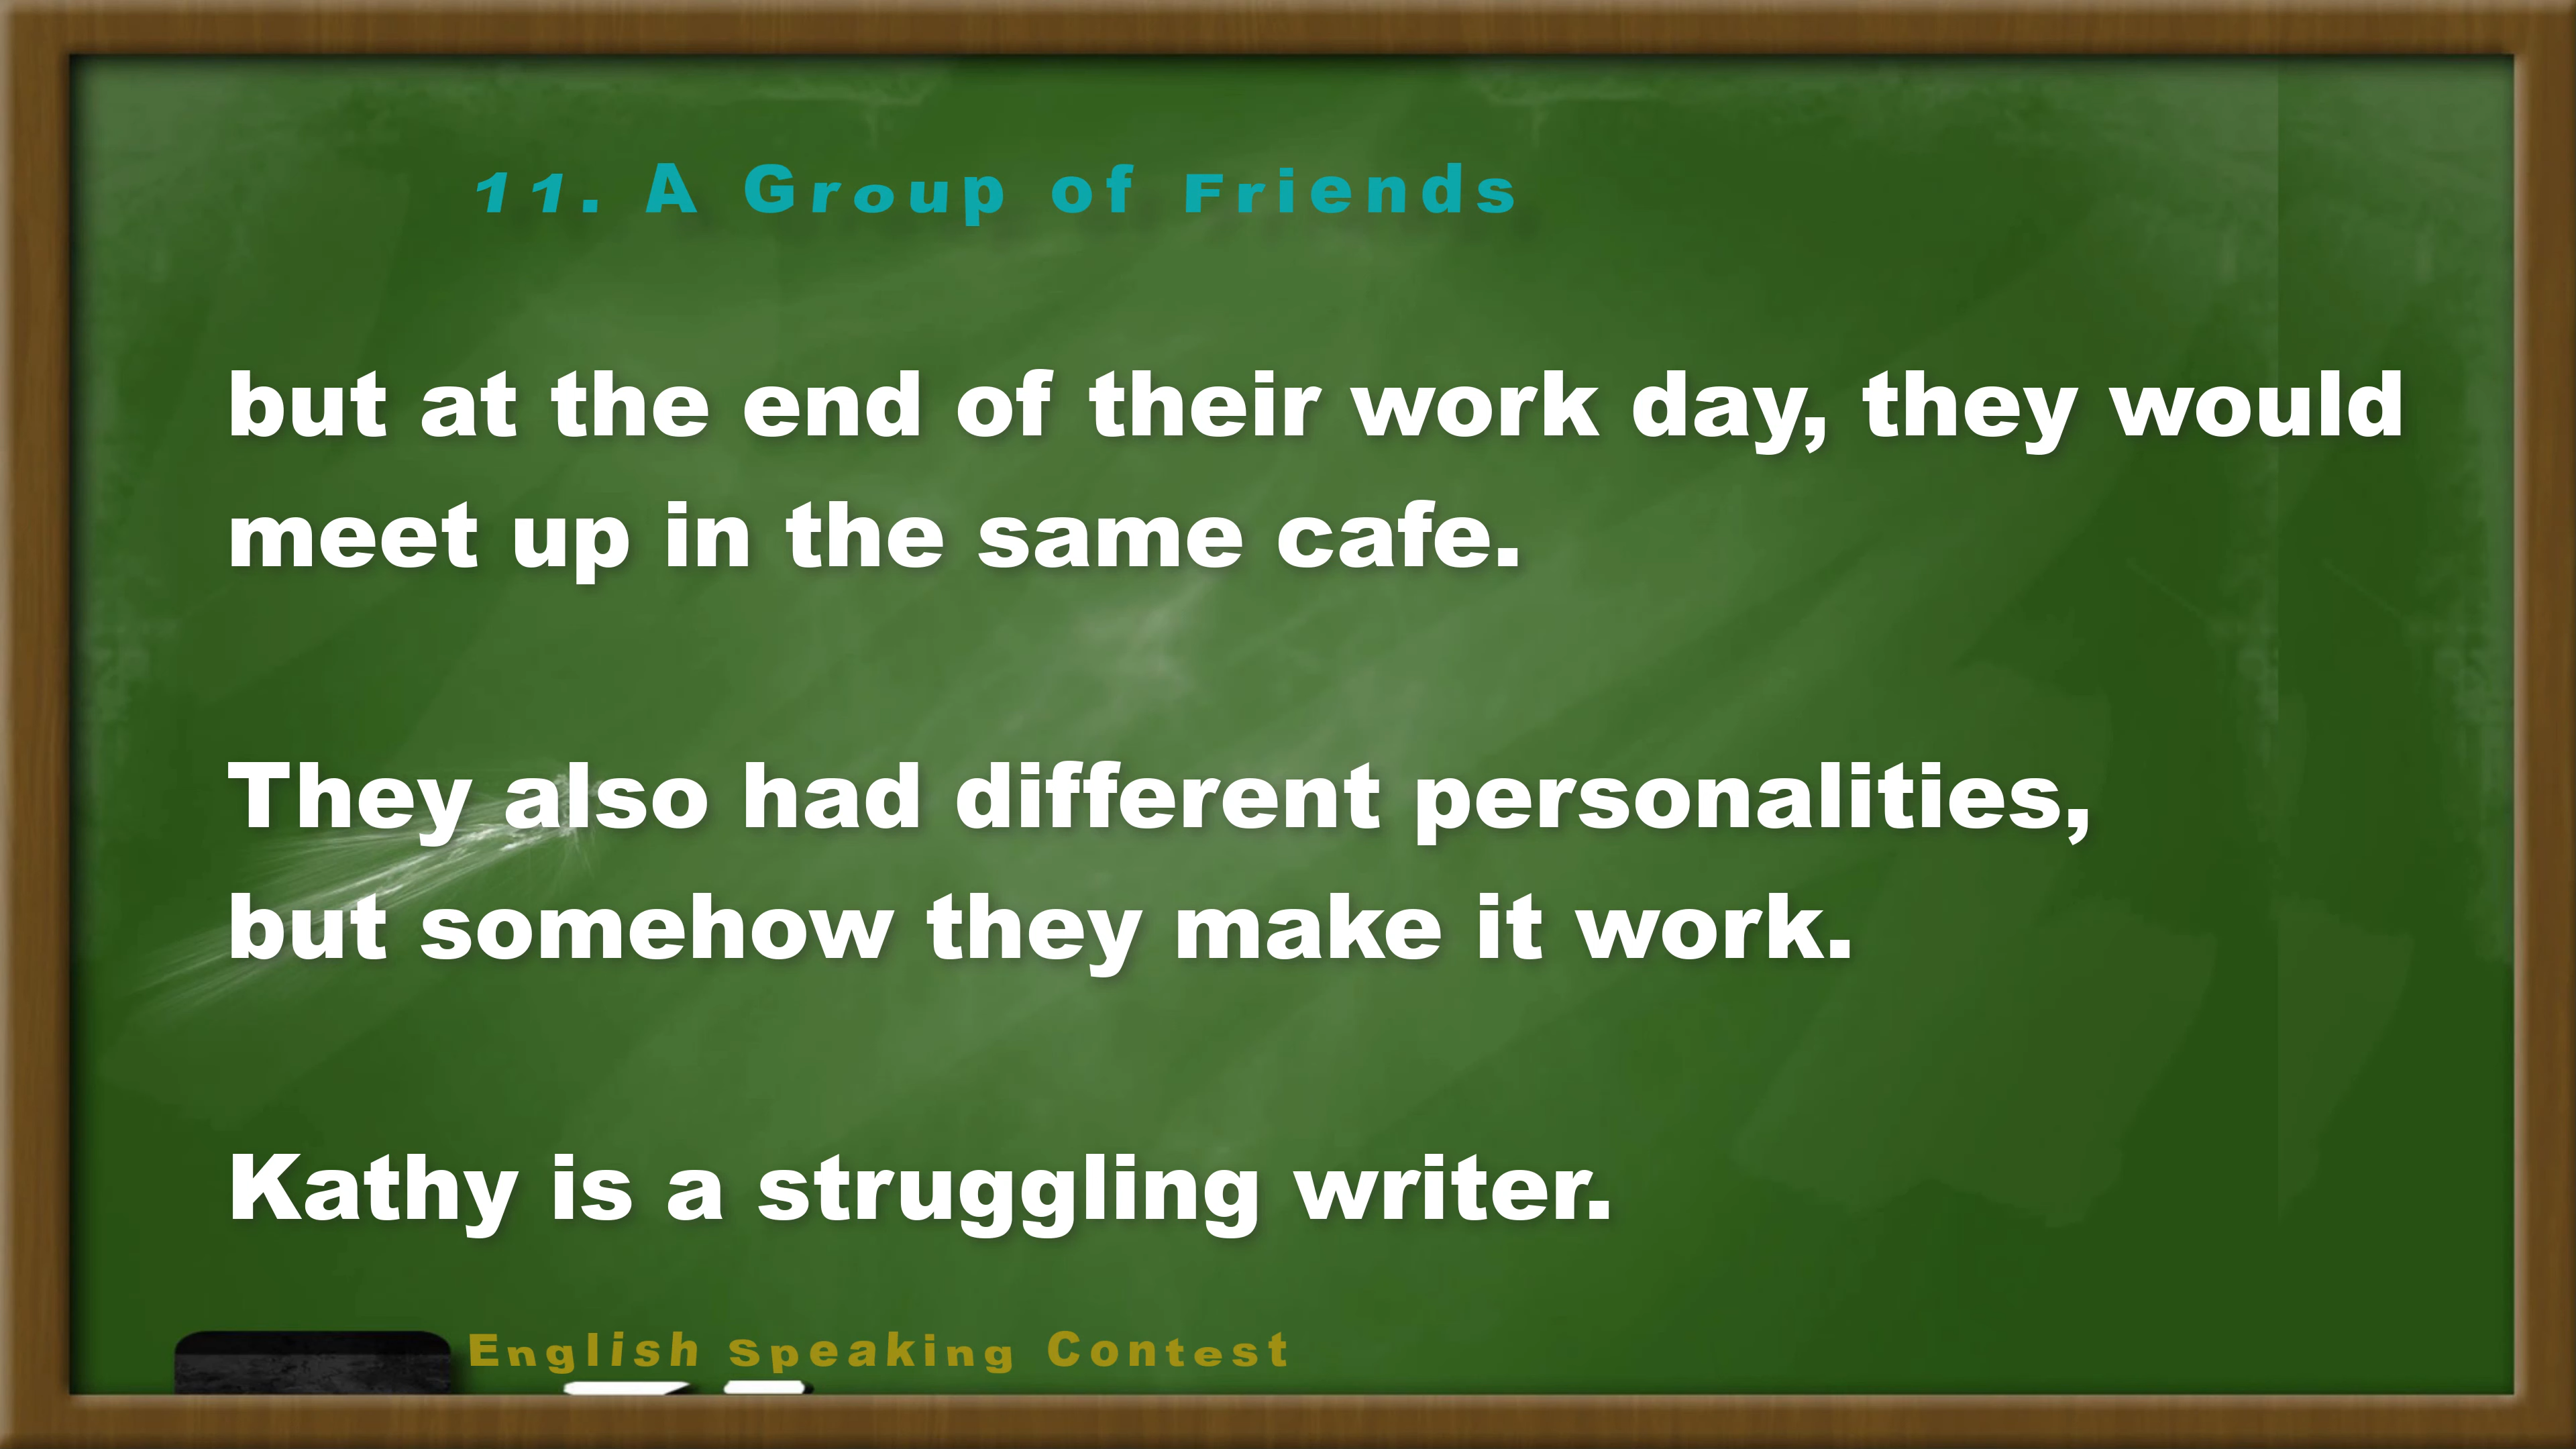 11. A Group of Friends
but at the end of their work day, they would
meet up in the same cafe.
They also had different personalities,
but somehow they make it work.
Kathy is a struggling writer.
English Speaking Contest